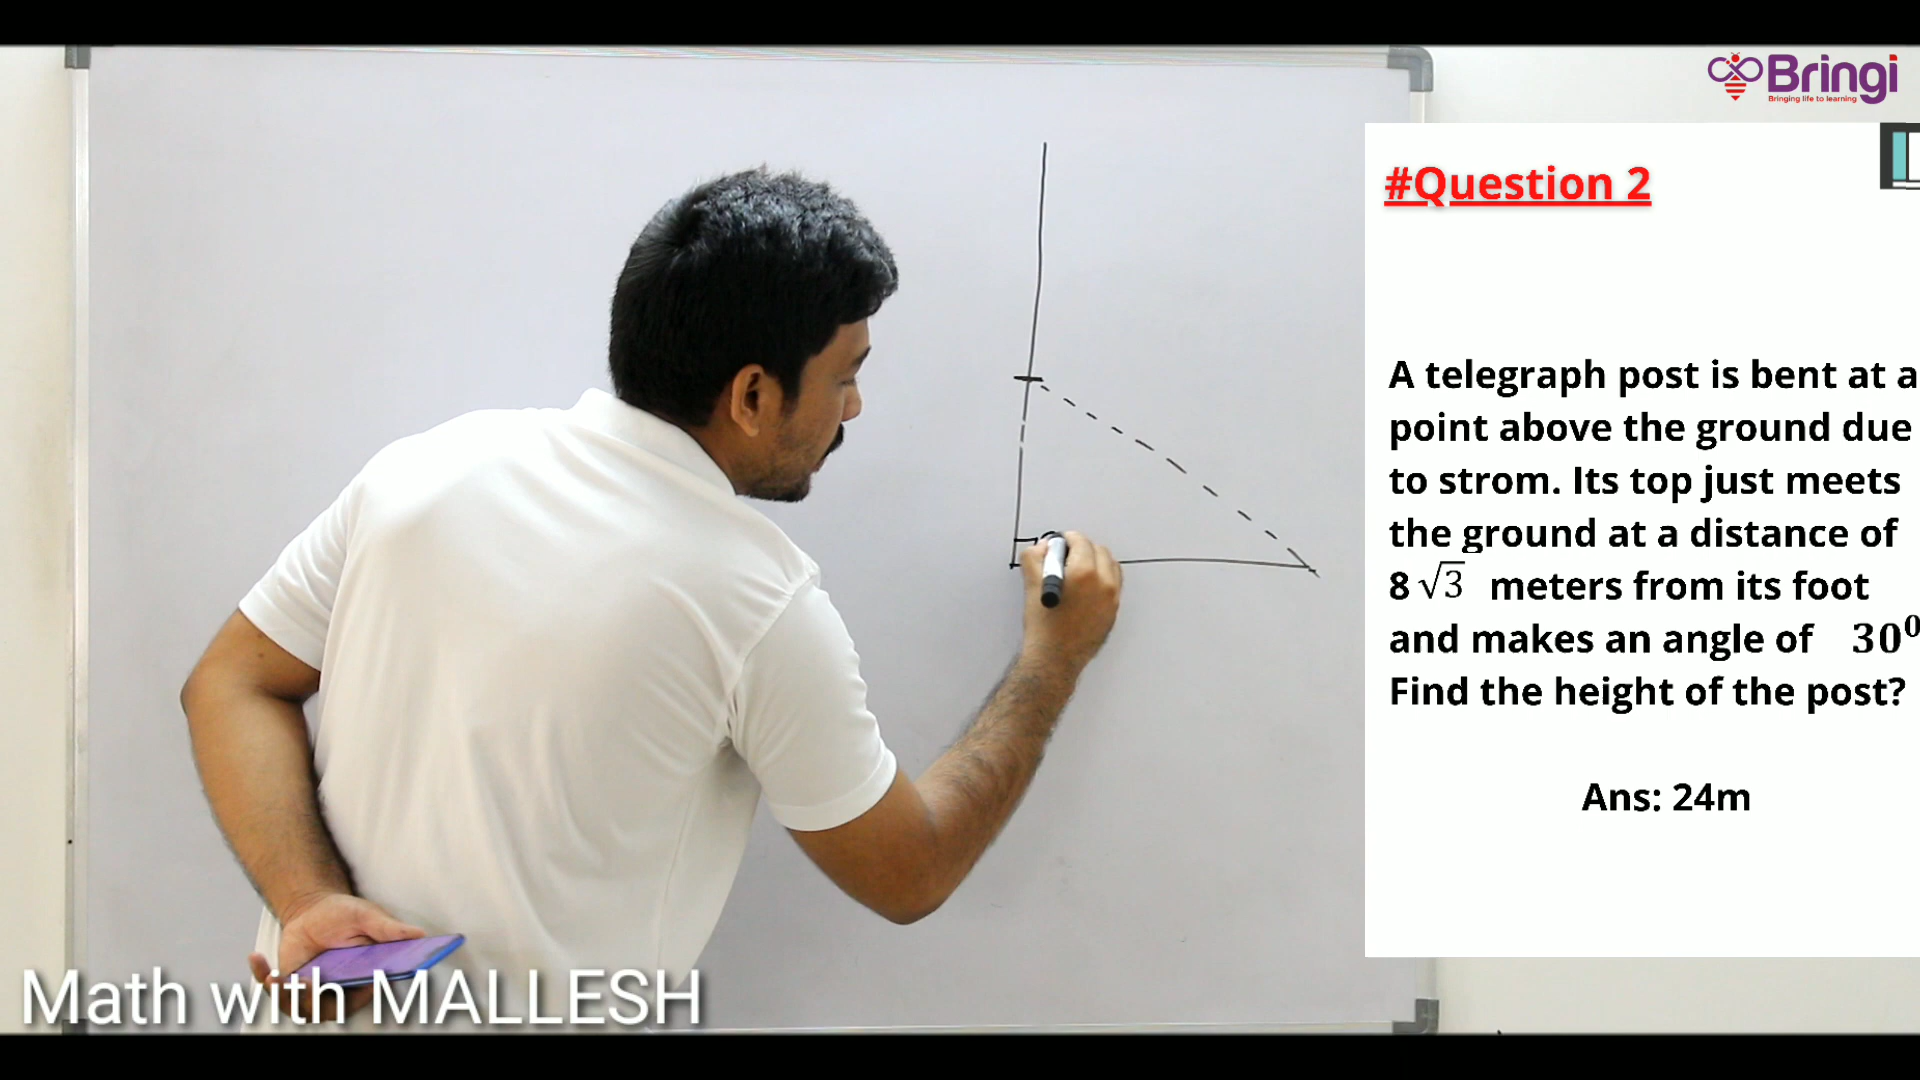 Bringi
Bringing life to learning
#Question 2
A telegraph post is bent at a
point above the ground due
to strom. Its top just meets
the ground at a distance of
8 √3 meters from its foot
and makes an angle of 30⁰
Find the height of the post?
Ans: 24m
Math with MALLESH